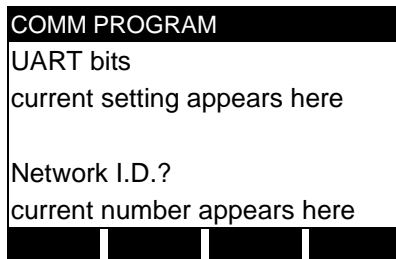 COMM PROGRAM
UART bits
current setting appears here
Network I.D.?
current number appears here